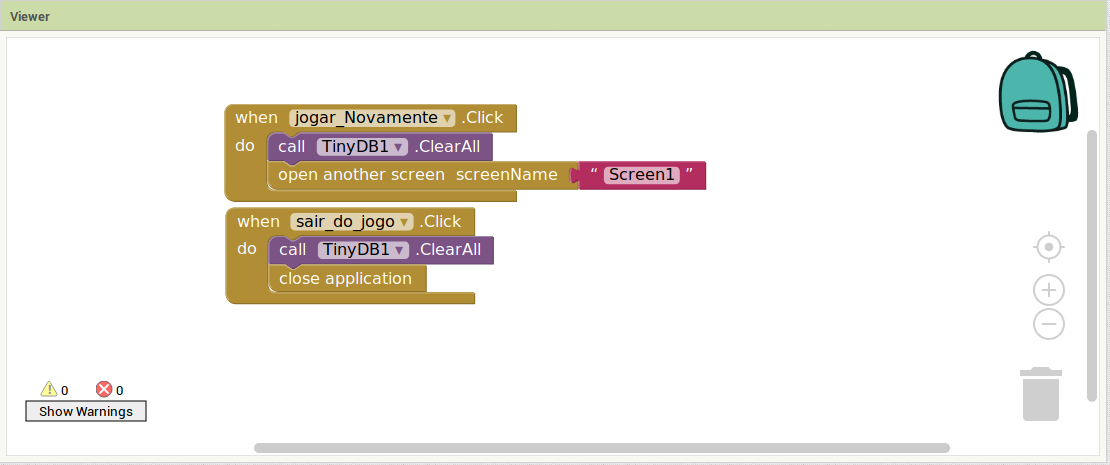 Viewer
when jogar_Novamente .Click
do call TinyDB1 .ClearAll
open another screen screenName “ Screen1 ”
when sair_do_jogo .Click
do call TinyDB1 .ClearAll
close application
0 0
Show Warnings